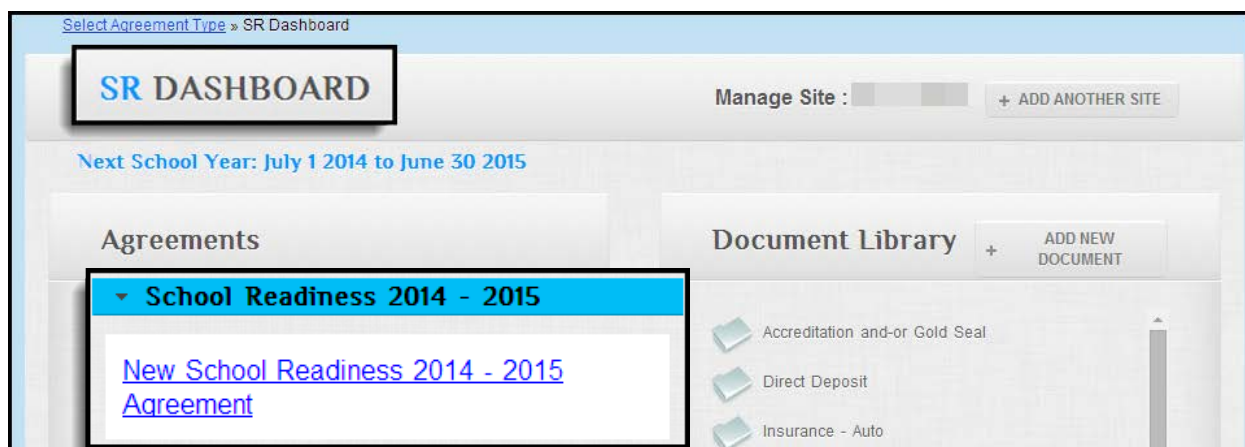 Select Agreement Type » SR Dashboard
SR DASHBOARD
Manage Site :
+ ADD ANOTHER SITE
Next School Year: July 1 2014 to June 30 2015
Agreements
School Readiness 2014 - 2015
New School Readiness 2014 - 2015
Agreement
Document Library
+ ADD NEW
DOCUMENT
Accreditation and-or Gold Seal
Direct Deposit
Insurance - Auto